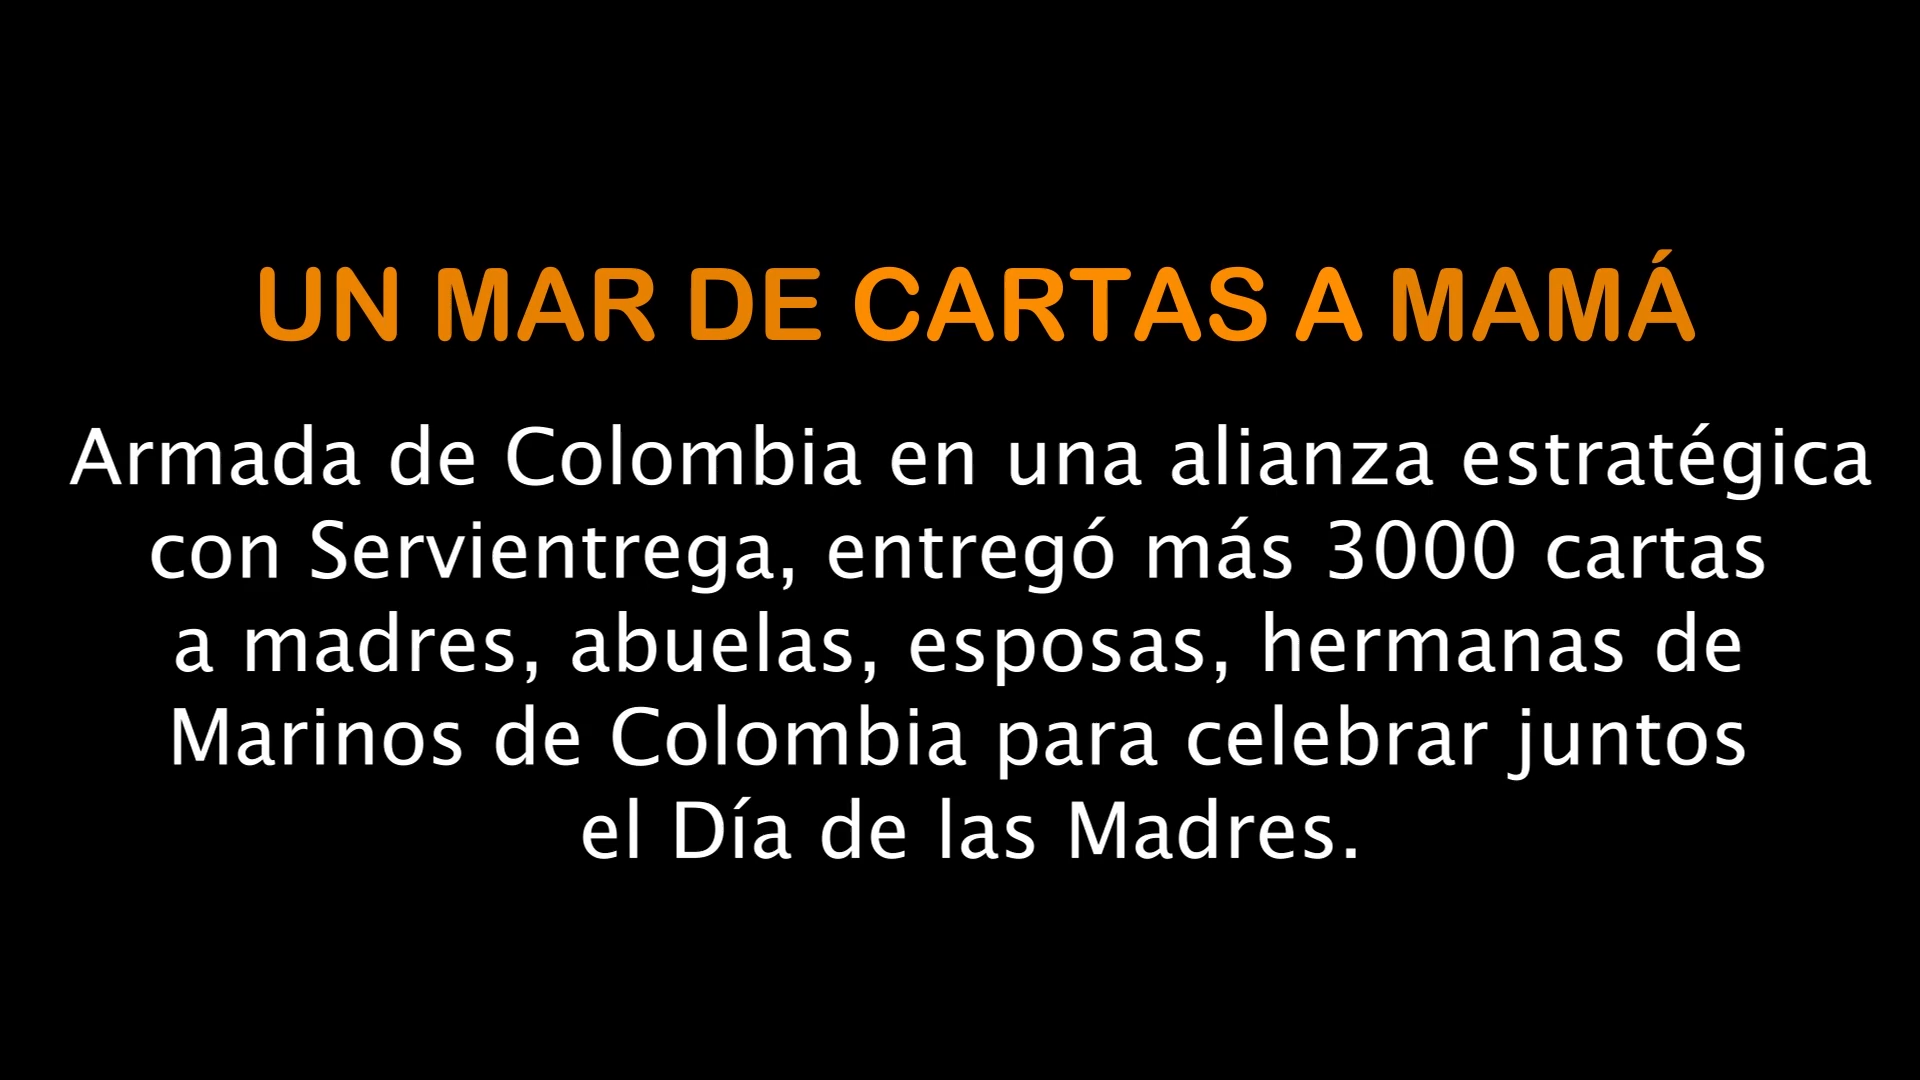 UN MAR DE CARTAS A MAMÁ
Armada de Colombia en una alianza estratégica
con Servientrega, entregó más 3000 cartas
a madres, abuelas, esposas, hermanas de
Marinos de Colombia para celebrar juntos
el Día de las Madres.